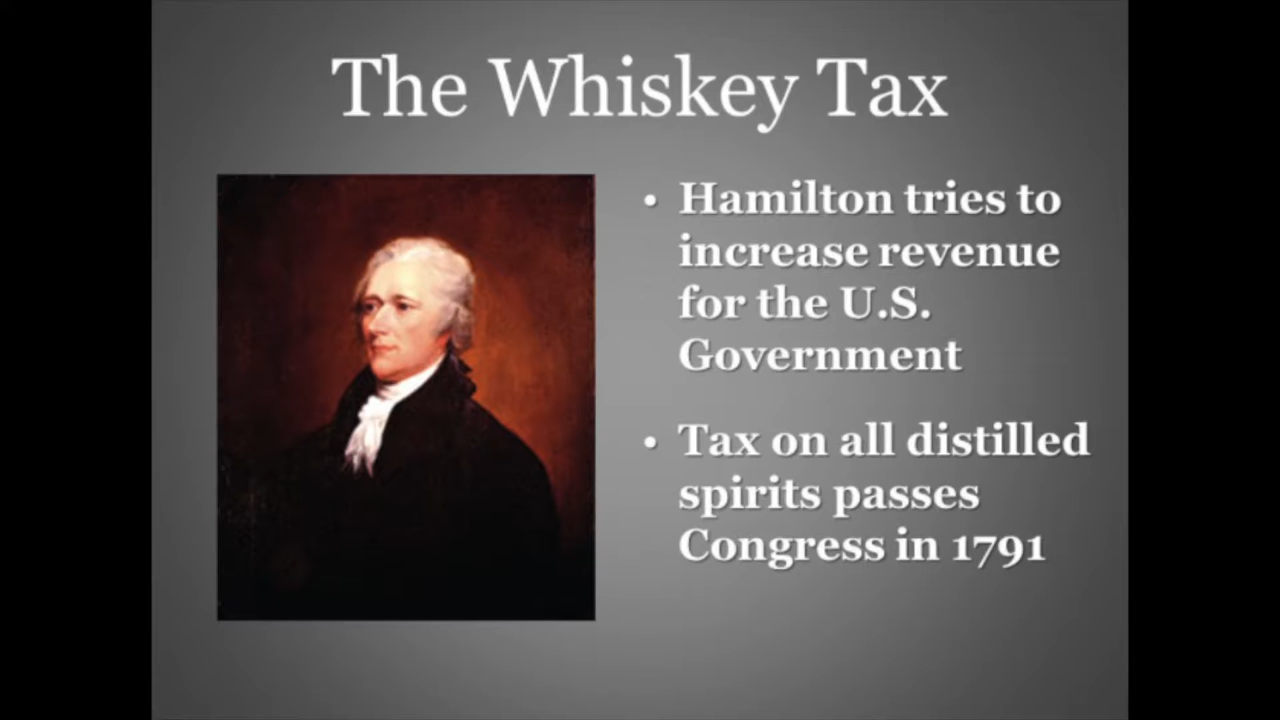 The Whiskey Tax
• Hamilton tries to
increase revenue
for the U.S.
Government
• Tax on all distilled
spirits passes
Congress in 1791